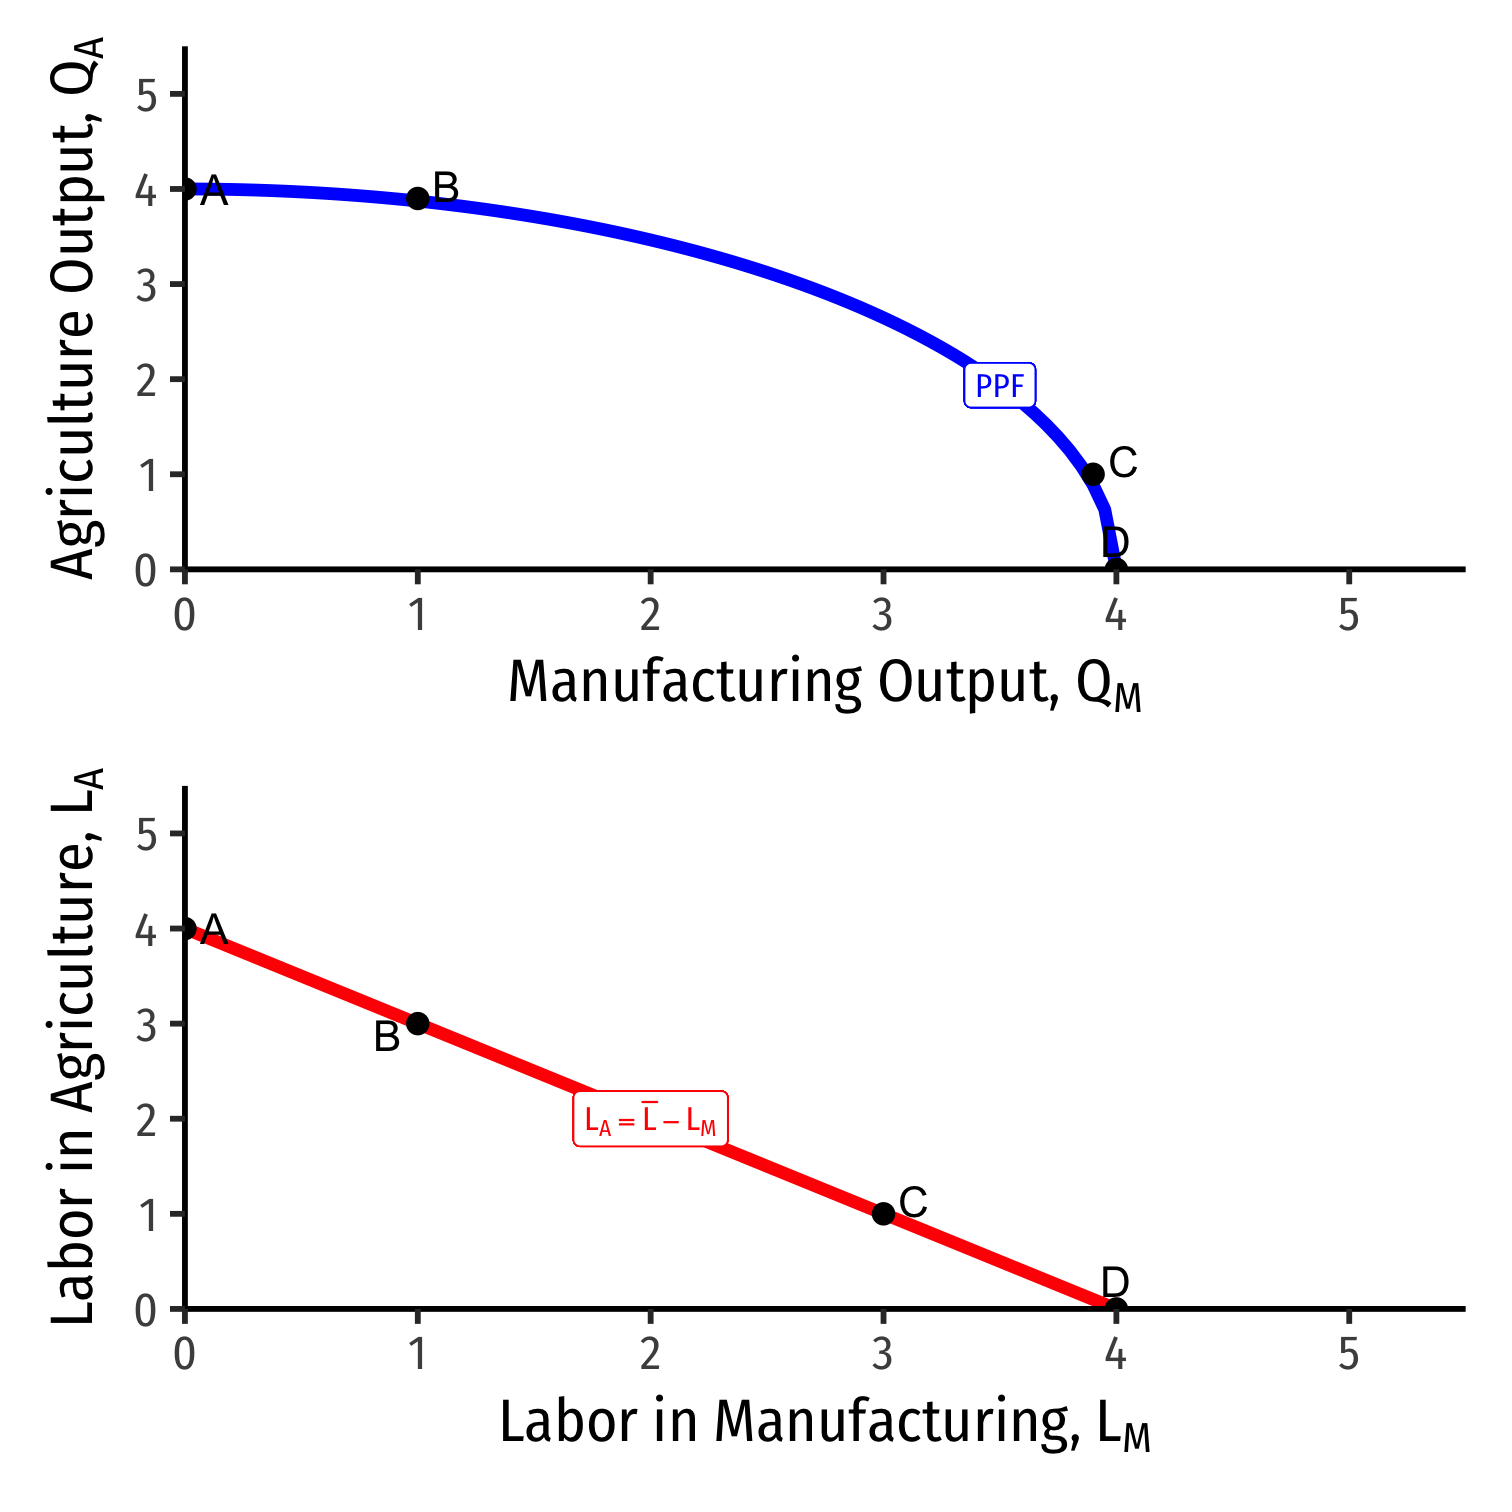 Agriculture Output, Q_A
5
4
3
2
1
0
A
B
PPF
C
D
0 1 2 3 4 5
Manufacturing Output, Q_M
Labor in Agriculture, L_A
5
4
3
2
1
0
A
B
L_A = L̅ − L_M
C
D
0 1 2 3 4 5
Labor in Manufacturing, L_M